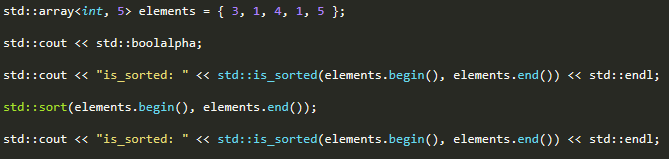 std::array<int, 5> elements = { 3, 1, 4, 1, 5 };
std::cout << std::boolalpha;
std::cout << "is_sorted: " << std::is_sorted(elements.begin(), elements.end()) << std::endl;
std::sort(elements.begin(), elements.end());
std::cout << "is_sorted: " << std::is_sorted(elements.begin(), elements.end()) << std::endl;